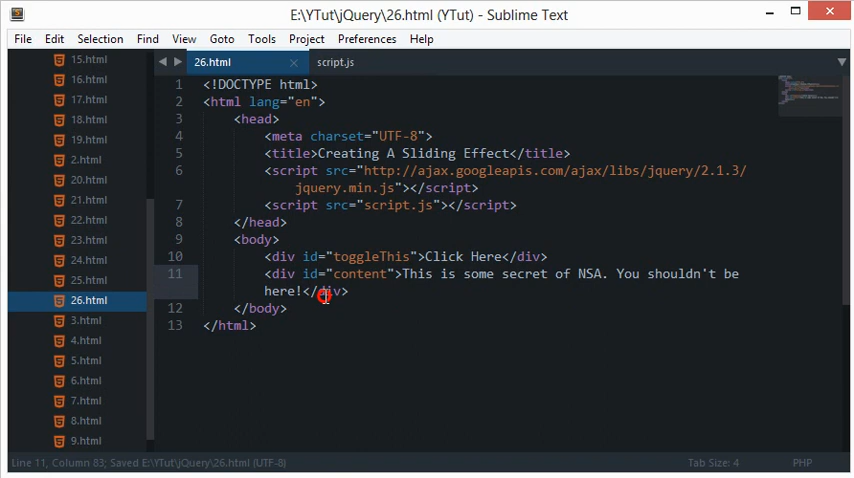 E:\YTut\jQuery\26.html (YTut) - Sublime Text
File Edit Selection Find View Goto Tools Project Preferences Help
15.html
16.html
17.html
18.html
19.html
2.html
20.html
21.html
22.html
23.html
24.html
25.html
26.html
3.html
4.html
5.html
6.html
7.html
8.html
9.html
26.html script.js
1 <!DOCTYPE html>
2 <html lang="en">
3 <head>
4 <meta charset="UTF-8">
5 <title>Creating A Sliding Effect</title>
6 <script src="http://ajax.googleapis.com/ajax/libs/jquery/2.1.3/
jquery.min.js"></script>
7 <script src="script.js"></script>
8 </head>
9 <body>
10 <div id="toggleThis">Click Here</div>
11 <div id="content">This is some secret of NSA. You shouldn't be
here!</div>
12 </body>
13 </html>
Line 11, Column 83; Saved E:\YTut\jQuery\26.html (UTF-8) Tab Size: 4 PHP